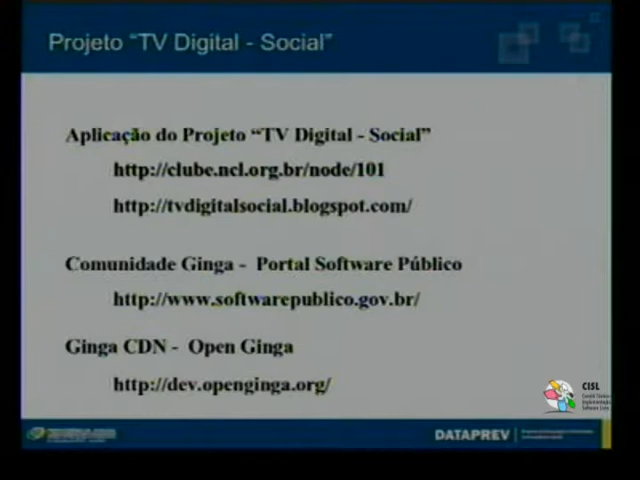 Projeto “TV Digital - Social”
Aplicação do Projeto “TV Digital - Social”
http://clube.ncl.org.br/node/101
http://tvdigitalsocial.blogspot.com/
Comunidade Ginga - Portal Software Público
http://www.softwarepublico.gov.br/
Ginga CDN - Open Ginga
http://dev.openginga.org/
CISL
DATAPREV